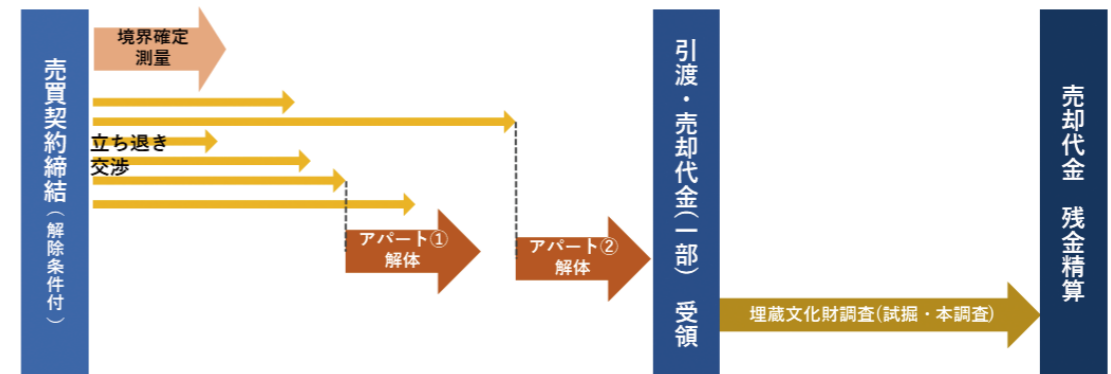 売買契約締結(解除条件付)
境界確定
測量
立ち退き
交渉
アパート①
解体
アパート②
解体
引渡・売却代金(一部) 受領
埋蔵文化財調査(試掘・本調査)
売却代金 残金精算